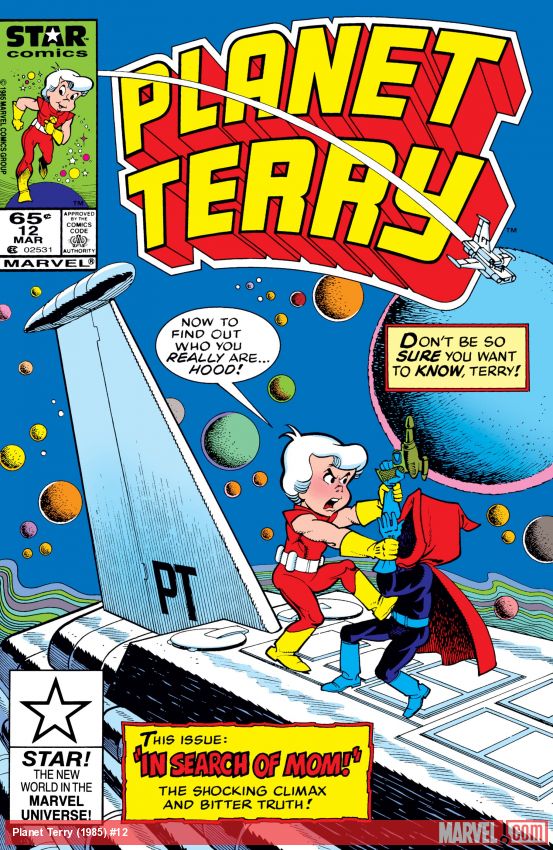 STAR
comics
© 1985 MARVEL COMICS GROUP
TM
65¢
12
MAR
CC 02531
APPROVED
BY THE
COMICS
CODE
AUTHORITY
MARVEL®
PLANET
TERRY
TM
PT
NOW TO
FIND OUT
WHO YOU
REALLY ARE...
HOOD!
DON'T BE SO
SURE YOU WANT
TO KNOW, TERRY!
PT
STAR!
THE NEW
WORLD IN THE
MARVEL
UNIVERSE!
THIS ISSUE:
"IN SEARCH OF MOM!"
THE SHOCKING CLIMAX
AND BITTER TRUTH!
Planet Terry (1985) #12
MARVEL.com